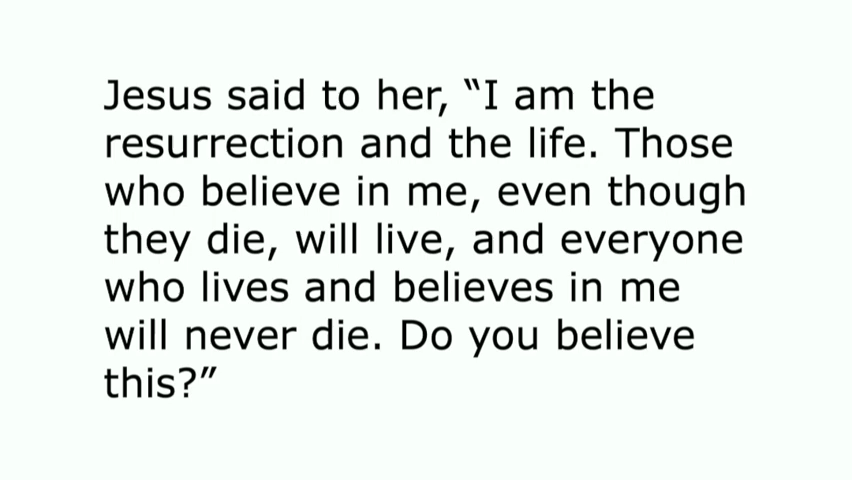 Jesus said to her, “I am the
resurrection and the life. Those
who believe in me, even though
they die, will live, and everyone
who lives and believes in me
will never die. Do you believe
this?”